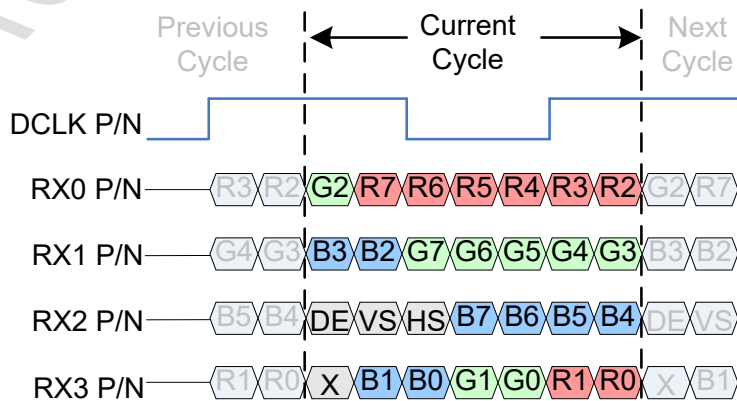 Previous Current Next
Cycle Cycle Cycle
DCLK P/N
RX0 P/N R3 R2 G2 R7 R6 R5 R4 R3 R2 G2 R7
RX1 P/N G4 G3 B3 B2 G7 G6 G5 G4 G3 B3 B2
RX2 P/N B5 B4 DE VS HS B7 B6 B5 B4 DE VS
RX3 P/N R1 R0 X B1 B0 G1 G0 R1 R0 X B1